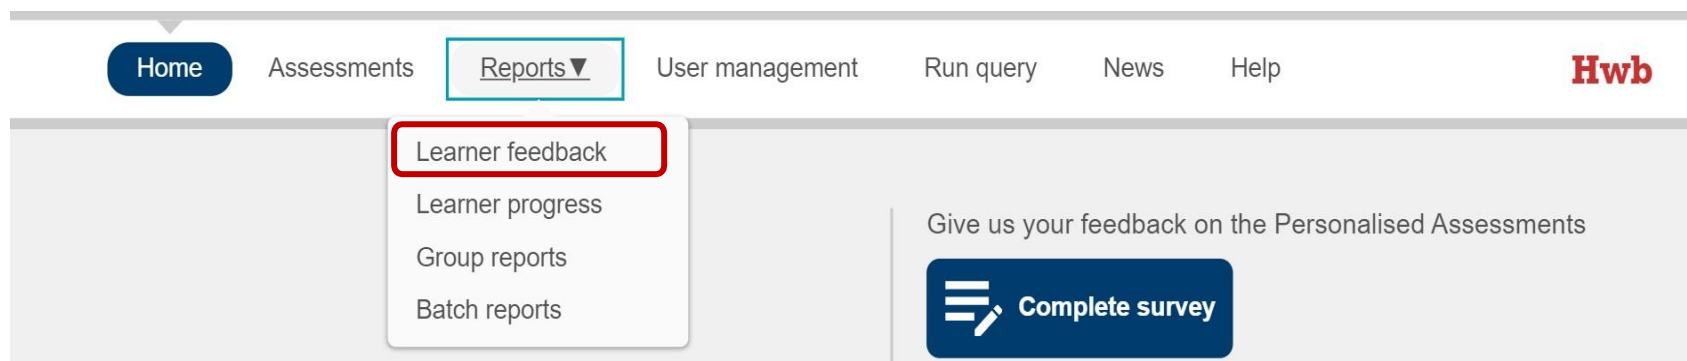 Home Assessments Reports▼ User management Run query News Help Hwb
Learner feedback
Learner progress
Group reports
Batch reports
Give us your feedback on the Personalised Assessments
Complete survey